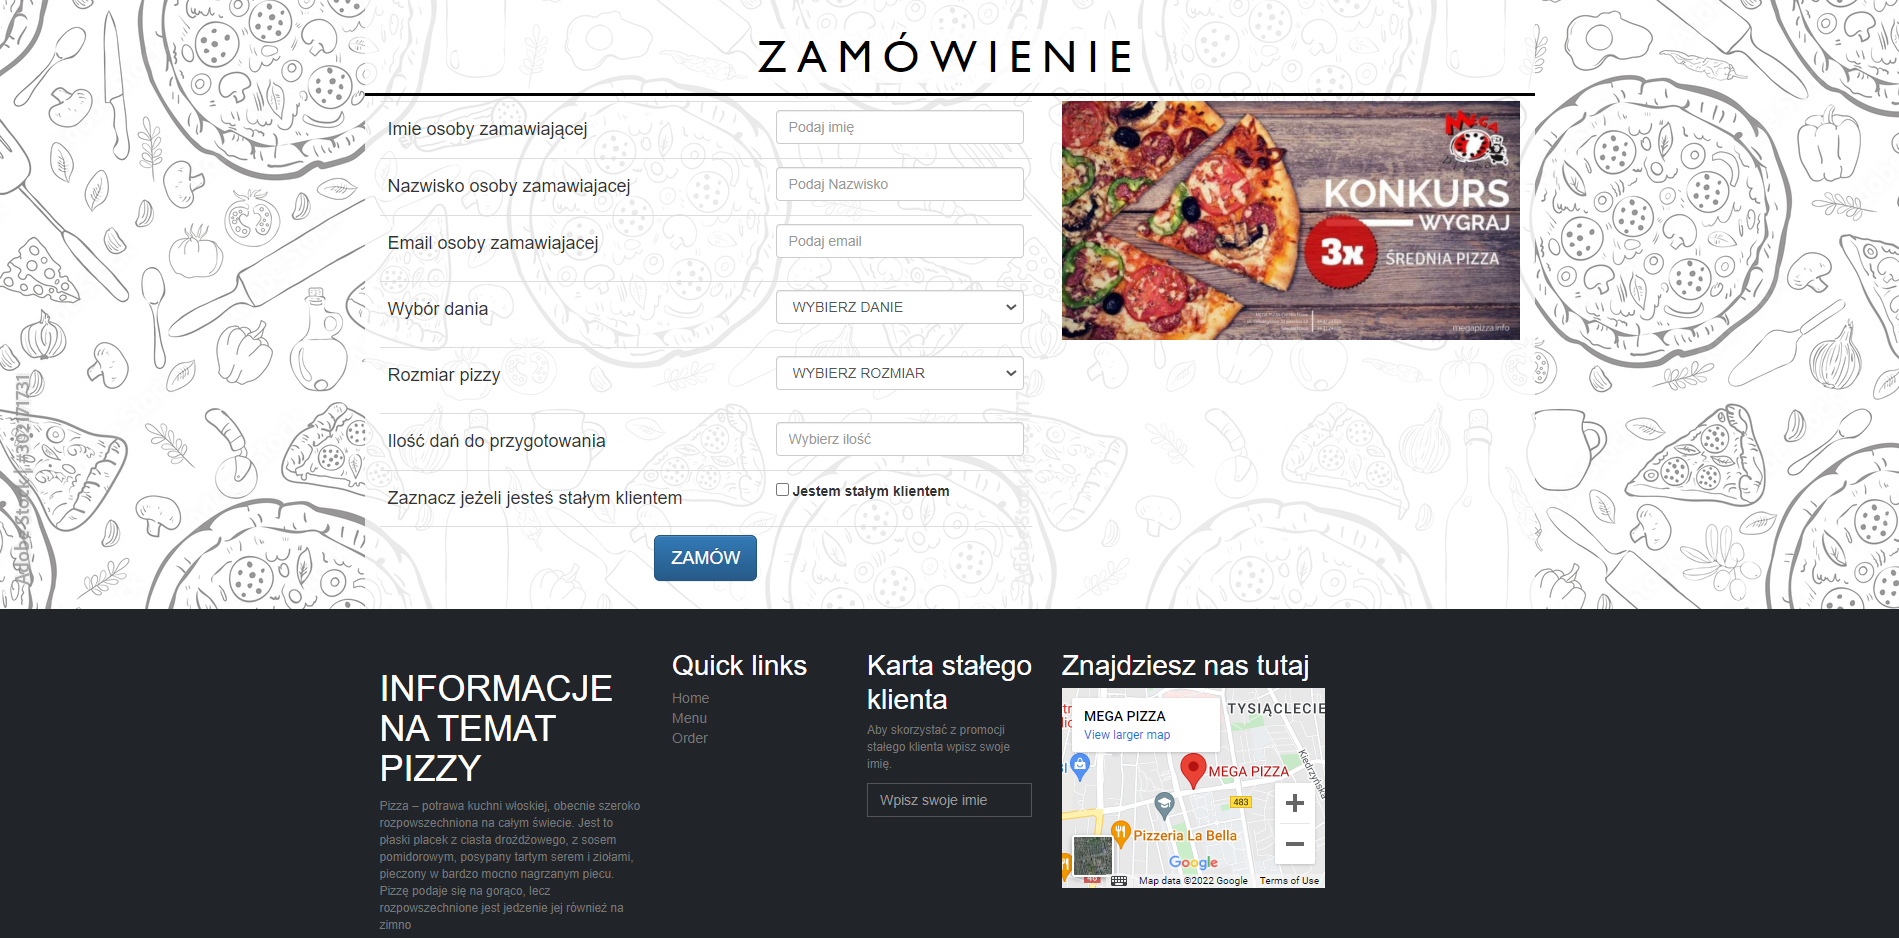 ZAMÓWIENIE
Imie osoby zamawiającej
Podaj imię
Nazwisko osoby zamawiajacej
Podaj Nazwisko
Email osoby zamawiajacej
Podaj email
Wybór dania
WYBIERZ DANIE
Rozmiar pizzy
WYBIERZ ROZMIAR
Ilość dań do przygotowania
Wybierz ilość
Zaznacz jeżeli jesteś stałym klientem
Jestem stałym klientem
ZAMÓW
MEGA
KONKURS
WYGRAJ
3x
ŚREDNIA PIZZA
megapizza.info
Adobe Stock | #302171731
INFORMACJE
NA TEMAT
PIZZY
Pizza – potrawa kuchni włoskiej, obecnie szeroko
rozpowszechniona na całym świecie. Jest to
płaski placek z ciasta drożdżowego, z sosem
pomidorowym, posypany tartym serem i ziołami,
pieczony w bardzo mocno nagrzanym piecu.
Pizzę podaje się na gorąco, lecz
rozpowszechnione jest jedzenie jej również na
zimno
Quick links
Home
Menu
Order
Karta stałego
klienta
Aby skorzystać z promocji
stałego klienta wpisz swoje
imię.
Wpisz swoje imie
Znajdziesz nas tutaj
MEGA PIZZA
View larger map
TYSIĄCLECIE
Kiedrzyńska
MEGA PIZZA
483
Pizzeria La Bella
Google
Map data ©2022 Google
Terms of Use